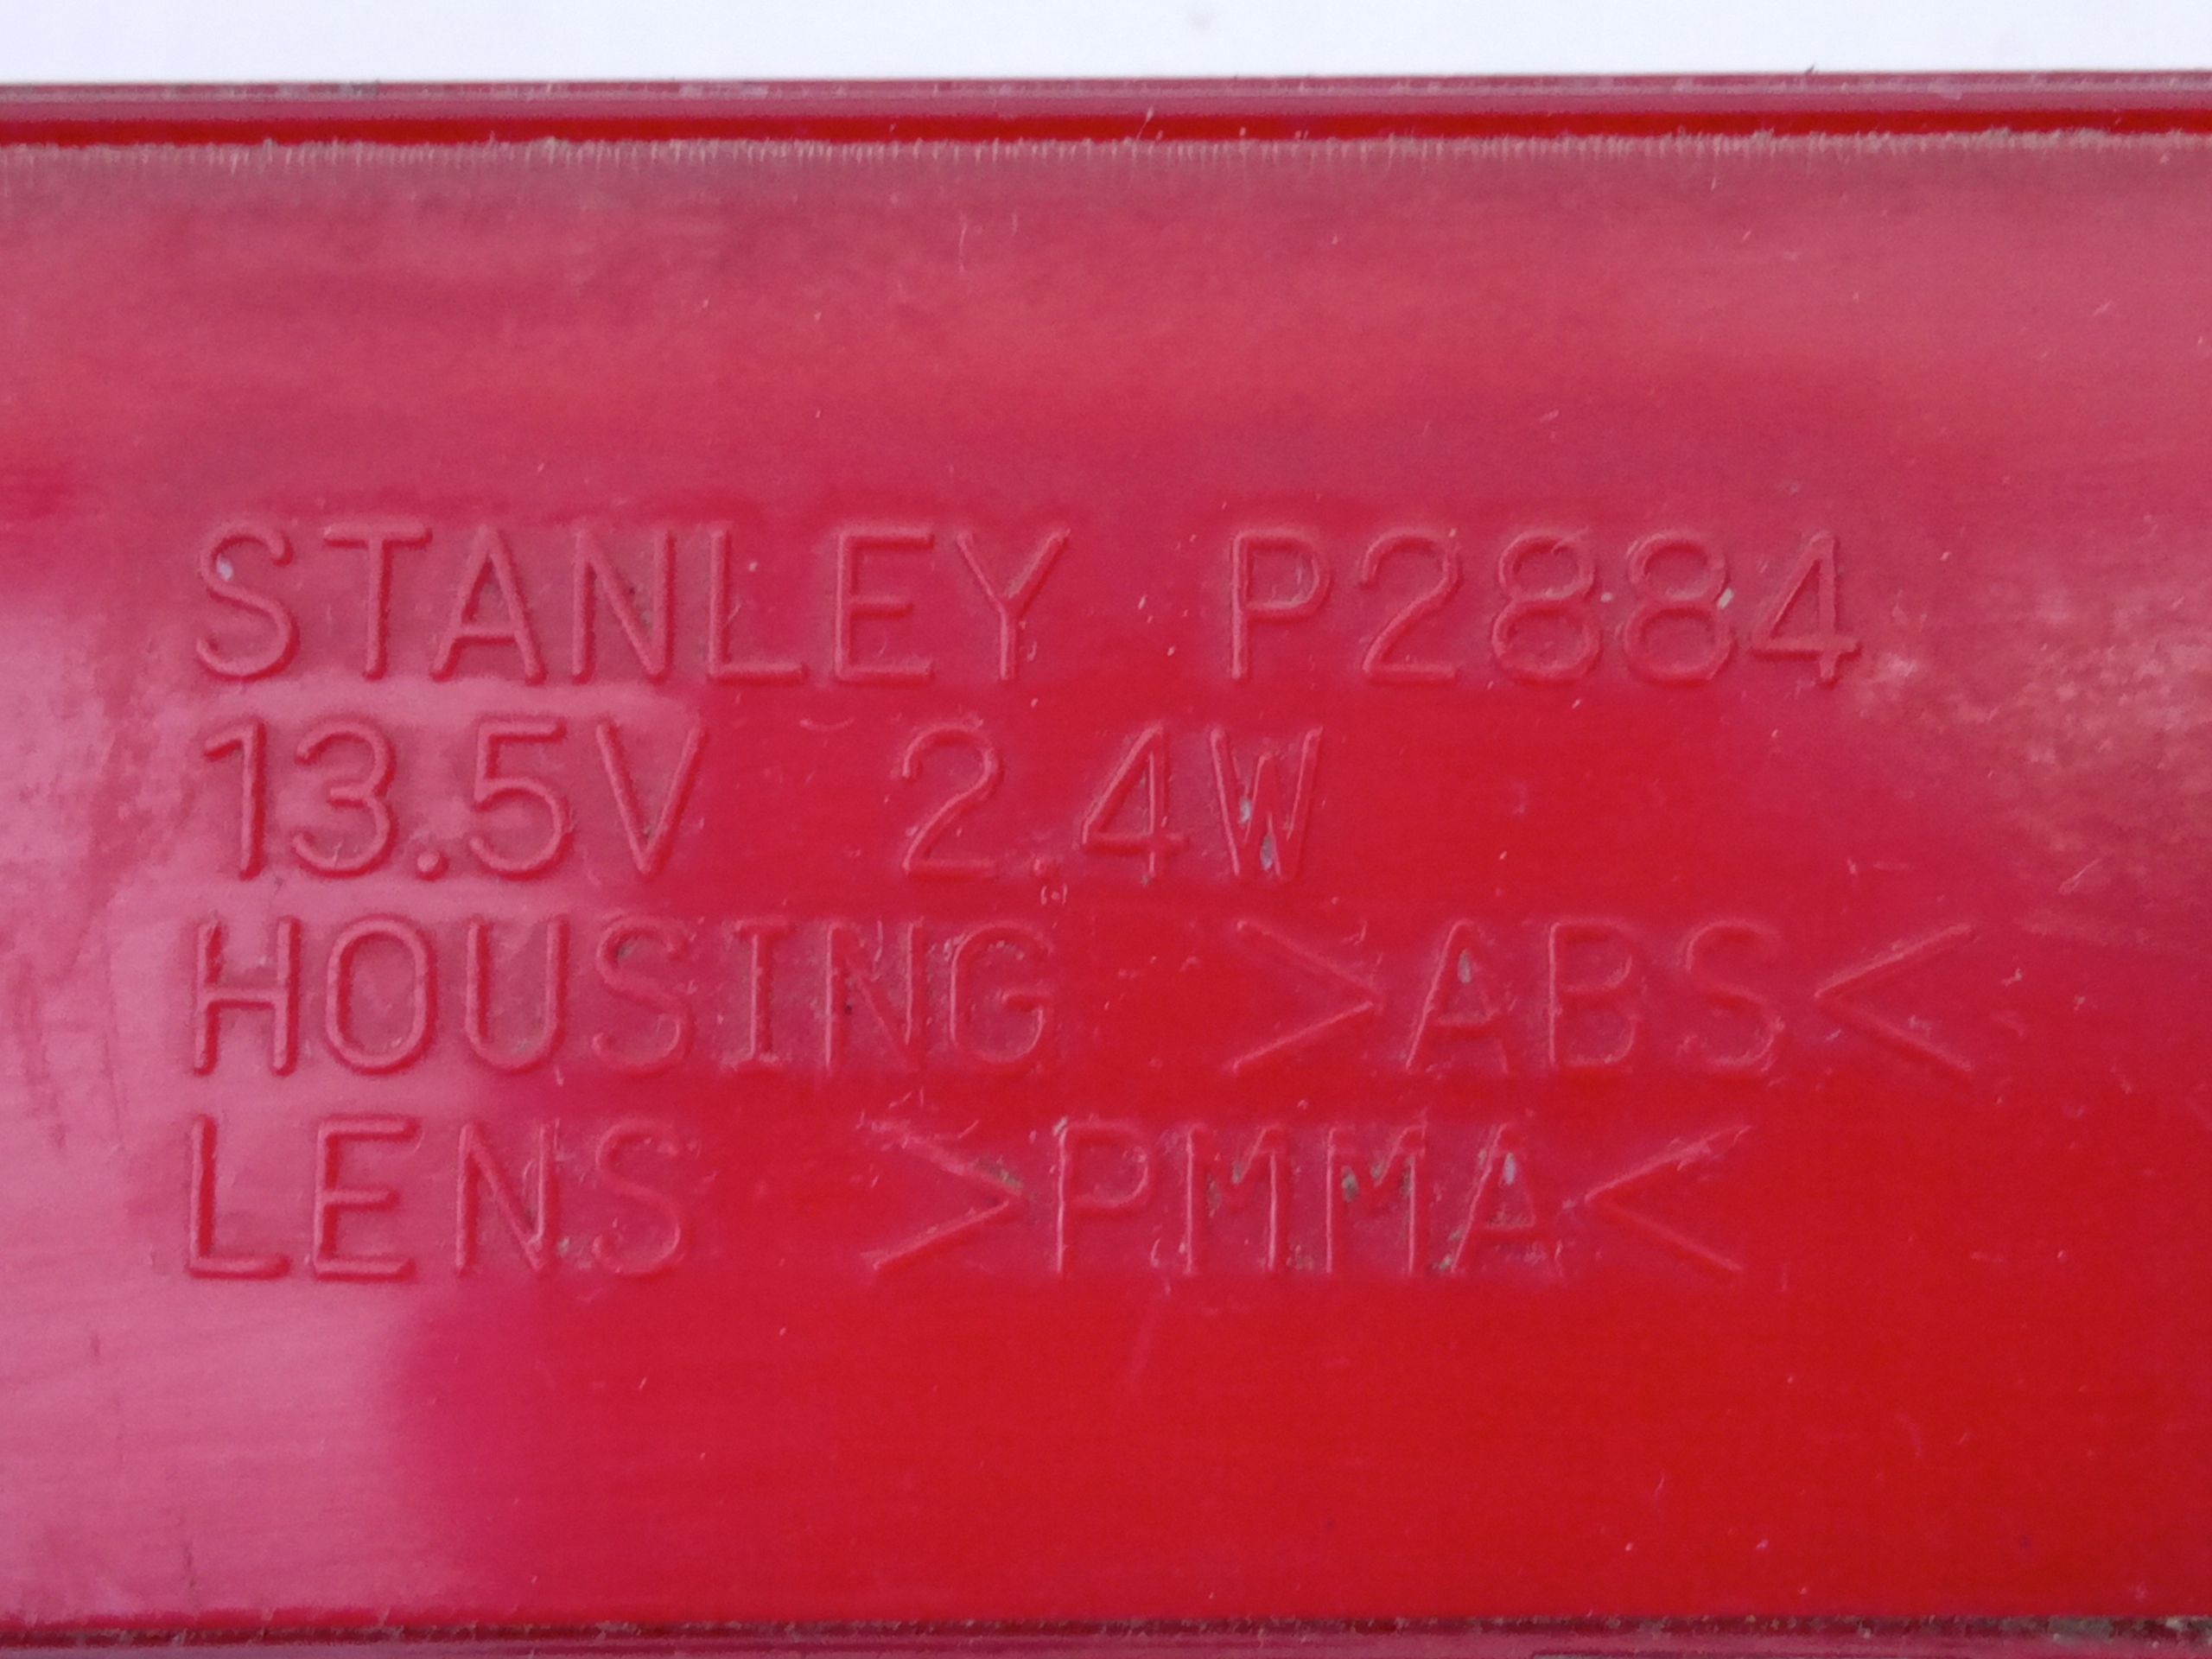 STANLEY P2884
13.5V 2.4W
HOUSING >ABS<
LENS >PMMA<